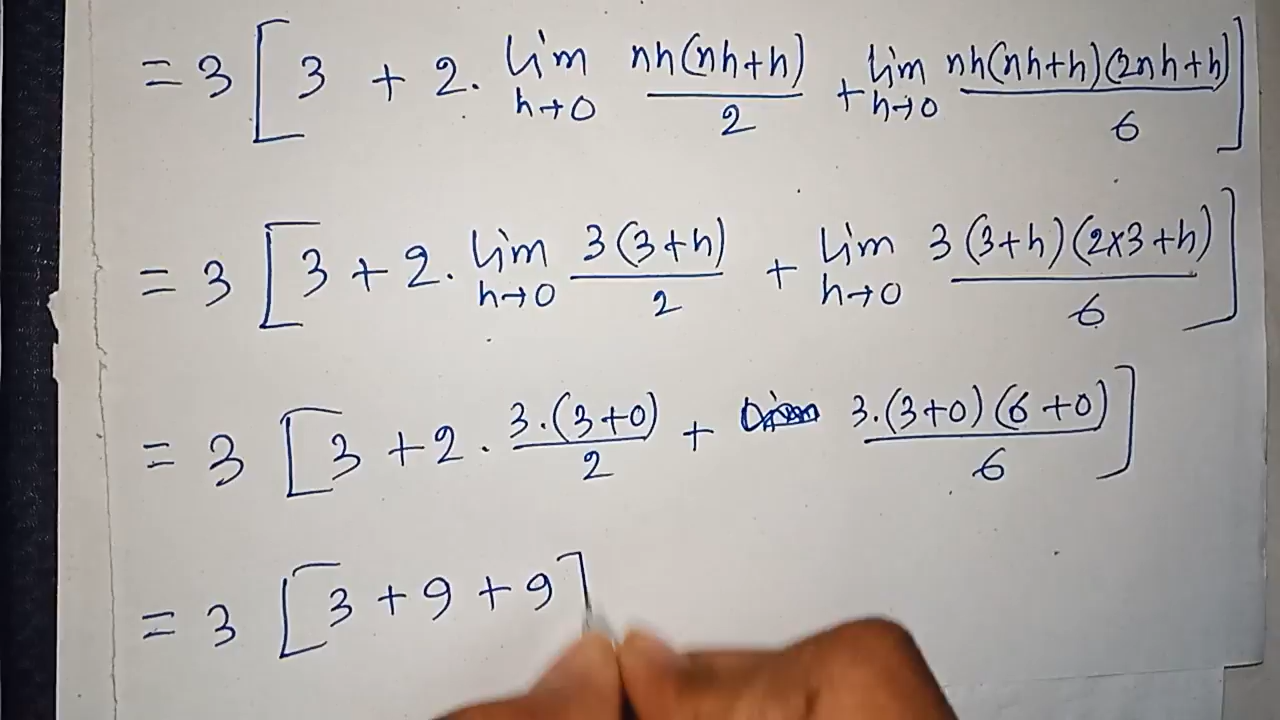 = 3 [ 3 + 2. lim h→0 nh(nh+h)/2 + lim h→0 nh(nh+h)(2nh+h)/6 ]
= 3 [ 3 + 2. lim h→0 3(3+h)/2 + lim h→0 3(3+h)(2×3+h)/6 ]
= 3 [ 3 + 2 . 3.(3+0)/2 + 3.(3+0)(6+0)/6 ]
= 3 [ 3 + 9 + 9 ]